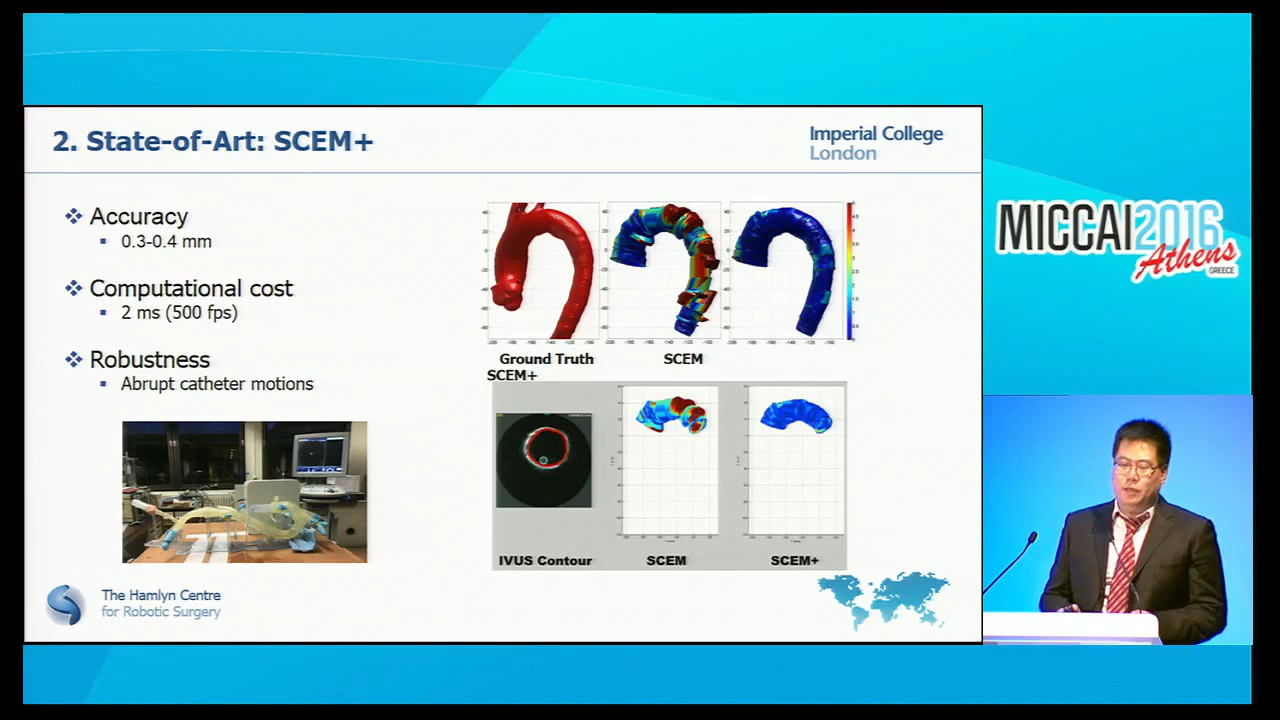 2. State-of-Art: SCEM+
Imperial College
London
Accuracy
0.3-0.4 mm
Computational cost
2 ms (500 fps)
Robustness
Abrupt catheter motions
Ground Truth
SCEM
SCEM+
IVUS Contour
SCEM
SCEM+
The Hamlyn Centre
for Robotic Surgery
MICCAI2016
Athens
GREECE